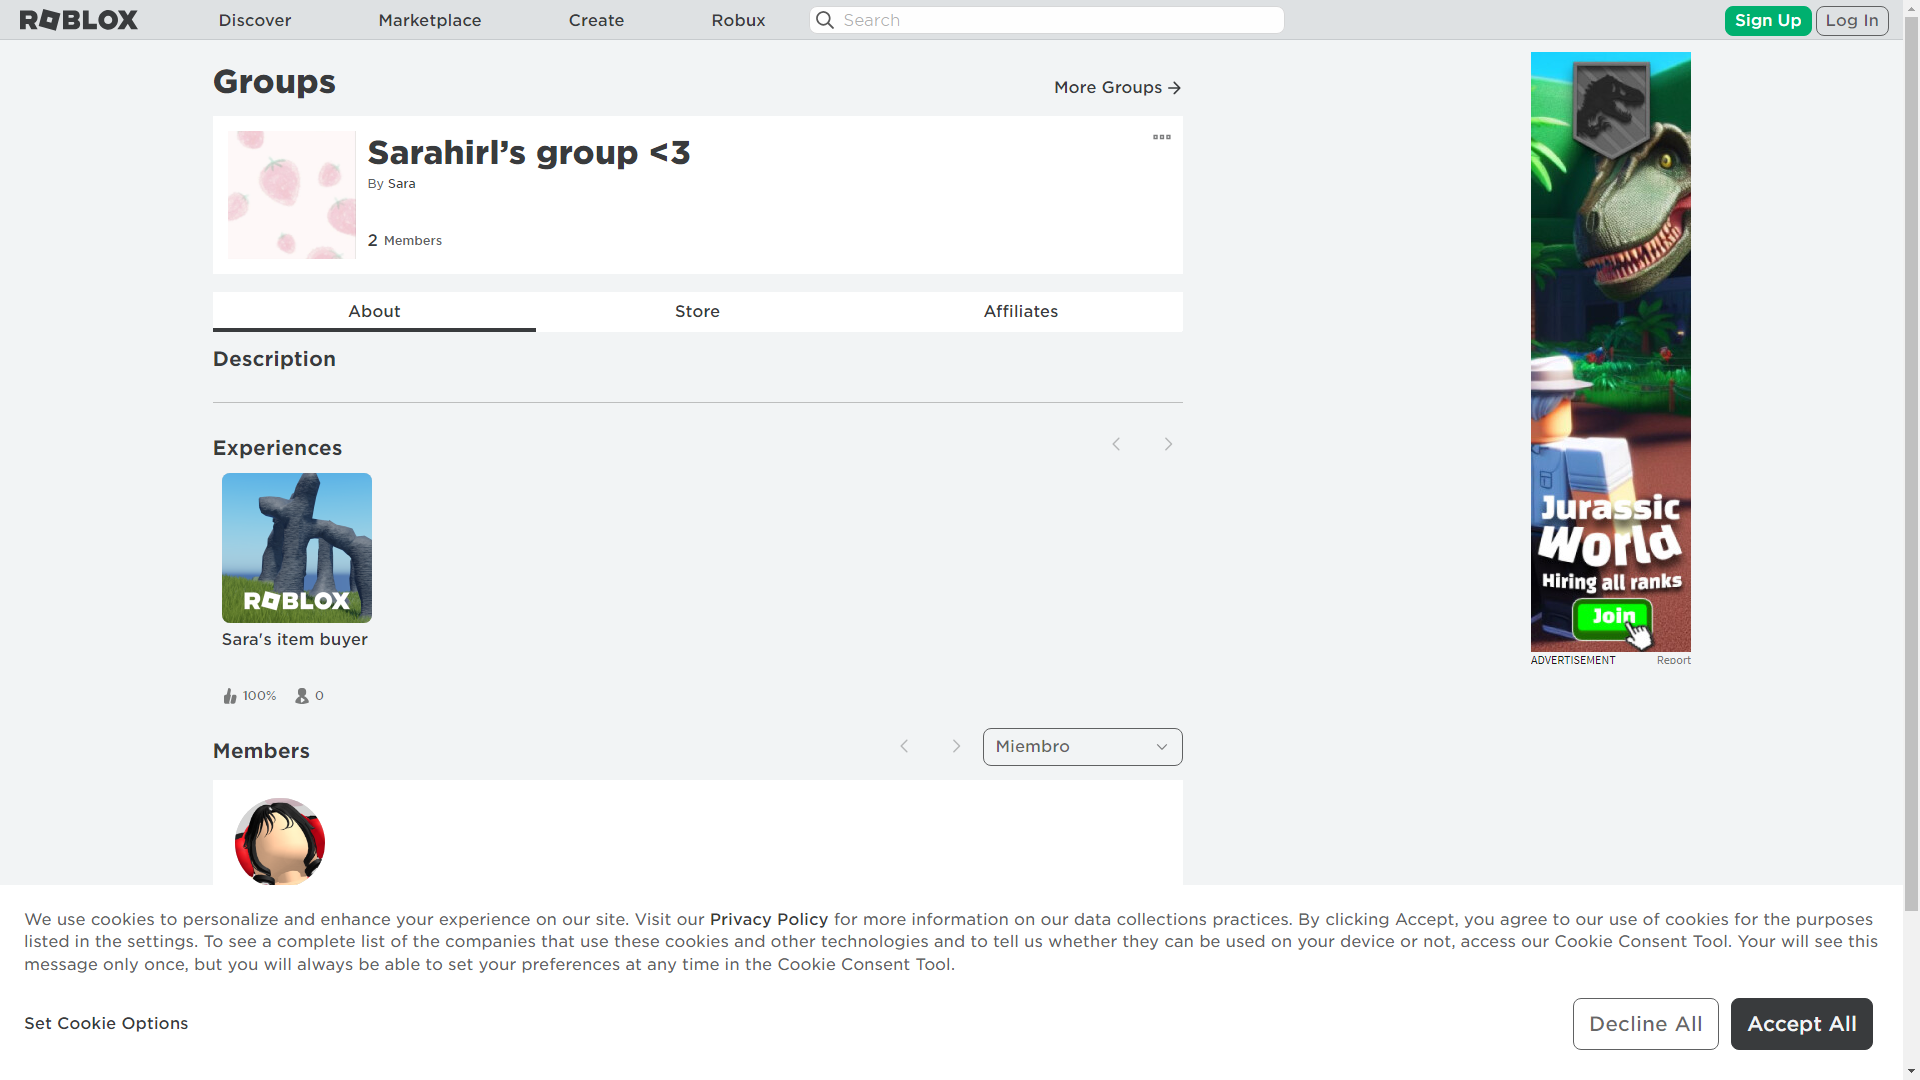 ROBLOX
Discover
Marketplace
Create
Robux
Search
Sign Up
Log In
Groups
More Groups
Sarahirl's group <3
By Sara
2 Members
About
Store
Affiliates
Description
Experiences
ROBLOX
Sara's item buyer
100%
0
Members
Miembro
Jurassic
World
Hiring all ranks
Join
ADVERTISEMENT
Report
We use cookies to personalize and enhance your experience on our site. Visit our Privacy Policy for more information on our data collections practices. By clicking Accept, you agree to our use of cookies for the purposes
listed in the settings. To see a complete list of the companies that use these cookies and other technologies and to tell us whether they can be used on your device or not, access our Cookie Consent Tool. Your will see this
message only once, but you will always be able to set your preferences at any time in the Cookie Consent Tool.
Set Cookie Options
Decline All
Accept All